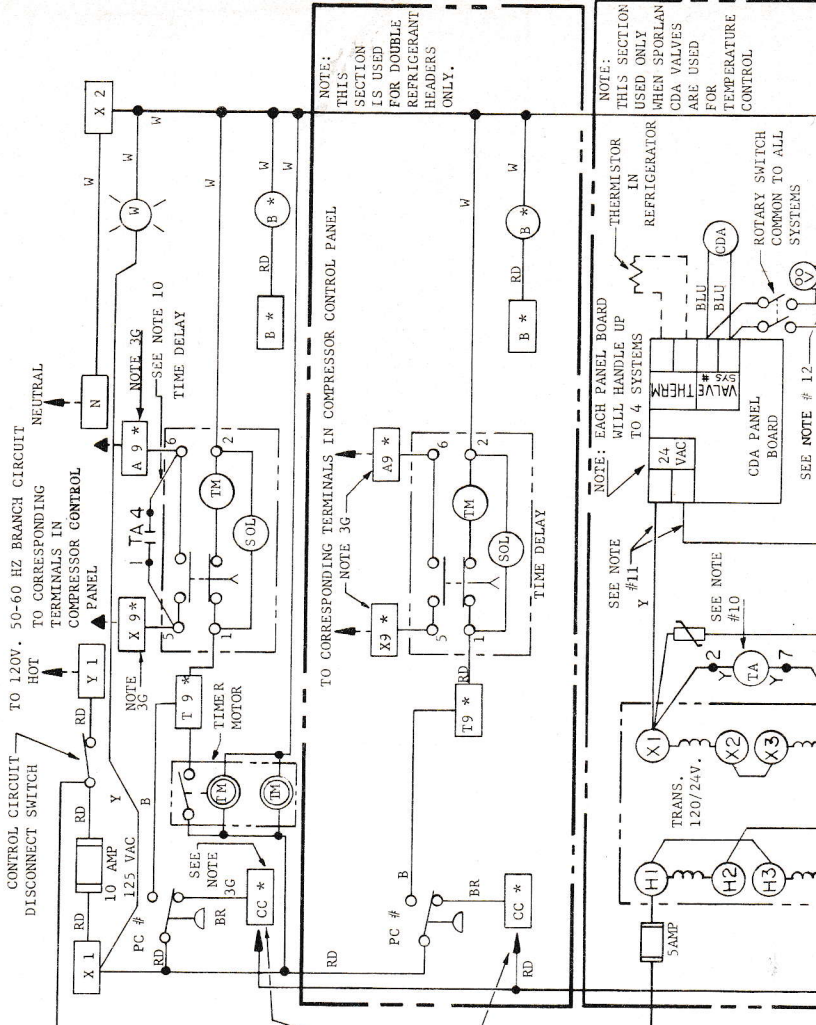 CONTROL CIRCUIT
DISCONNECT SWITCH
TO 120V. 50-60 HZ BRANCH CIRCUIT
HOT
NEUTRAL
TO CORRESPONDING
TERMINALS IN
COMPRESSOR CONTROL
PANEL
X 1
RD
10 AMP
125 VAC
RD
RD
Y 1
N
W
X 2
Y
W
W
NOTE
3G
X 9*
1 TA4
A 9 *
NOTE 3G
SEE NOTE 10
TIME DELAY
5
6
1
2
TM
SOL
W
B
T 9*
TIMER
MOTOR
TM
TM
PC #
RD
BR
SEE
NOTE
3G
CC *
B *
RD
B *
W
W
RD
NOTE:
THIS
SECTION
IS USED
FOR DOUBLE
REFRIGERANT
HEADERS
ONLY.
TO CORRESPONDING TERMINALS IN COMPRESSOR CONTROL PANEL
NOTE 3G
X9*
A9 *
5
6
1
2
TM
SOL
TIME DELAY
W
RD
T9*
B
PC #
RD
BR
CC *
RD
B *
RD
B*
W
NOTE:
THIS SECTION
USED ONLY
WHEN SPORLAN
CDA VALVES
ARE USED
FOR
TEMPERATURE
CONTROL
THERMISTOR
IN
REFRIGERATOR
NOTE: EACH PANEL BOARD
WILL HANDLE UP
TO 4 SYSTEMS
24
VAC
THERM
VALVE
SYS #
CDA PANEL
BOARD
BLU
BLU
CDA
ROTARY SWITCH
COMMON TO ALL
SYSTEMS
V
SEE NOTE # 12
SEE NOTE
#11
Y
SEE NOTE
#10
2
Y
TA
Y
7
TRANS.
120/24V.
X1
X2
X3
H1
H2
H3
5AMP